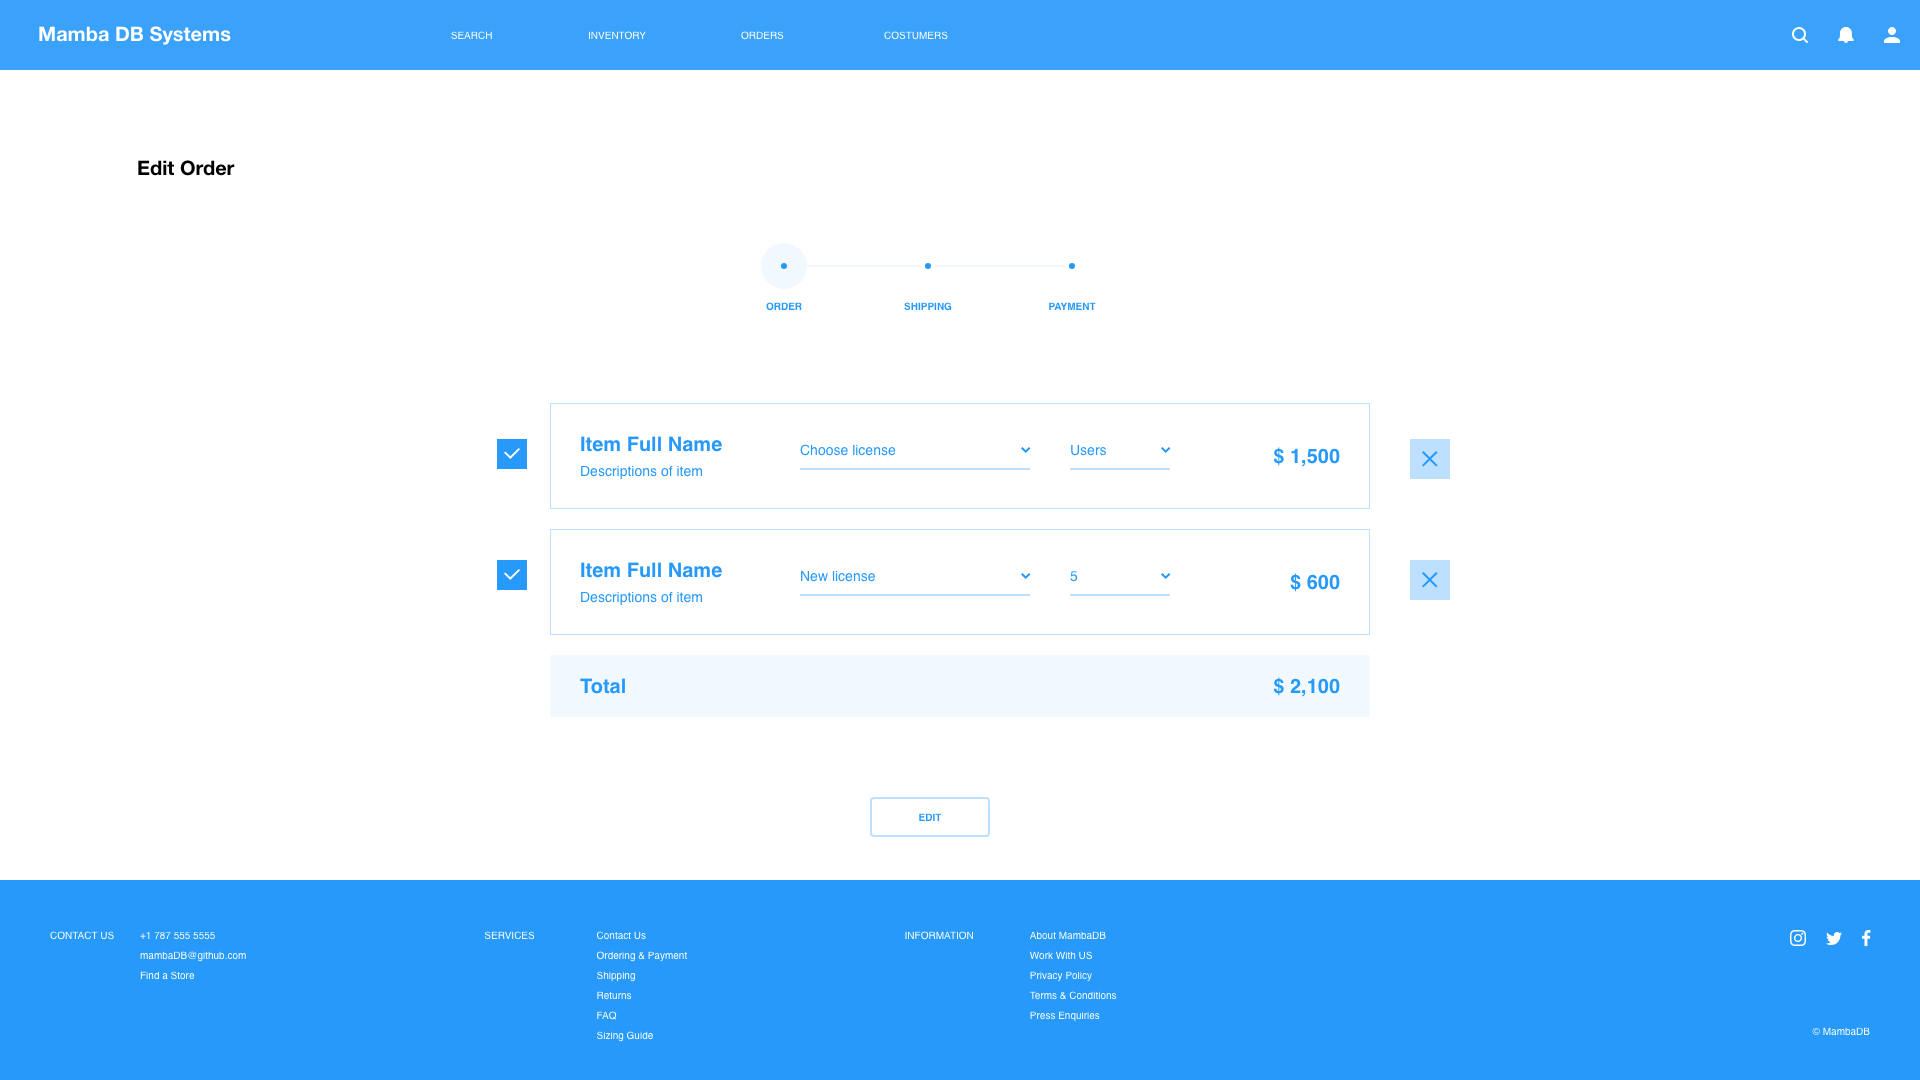 Mamba DB Systems
SEARCH
INVENTORY
ORDERS
COSTUMERS
Edit Order
ORDER
SHIPPING
PAYMENT
Item Full Name
Descriptions of item
Choose license
Users
$ 1,500
Item Full Name
Descriptions of item
New license
5
$ 600
Total
$ 2,100
EDIT
CONTACT US
+1 787 555 5555
mambaDB@github.com
Find a Store
SERVICES
Contact Us
Ordering & Payment
Shipping
Returns
FAQ
Sizing Guide
INFORMATION
About MambaDB
Work With US
Privacy Policy
Terms & Conditions
Press Enquiries
© MambaDB